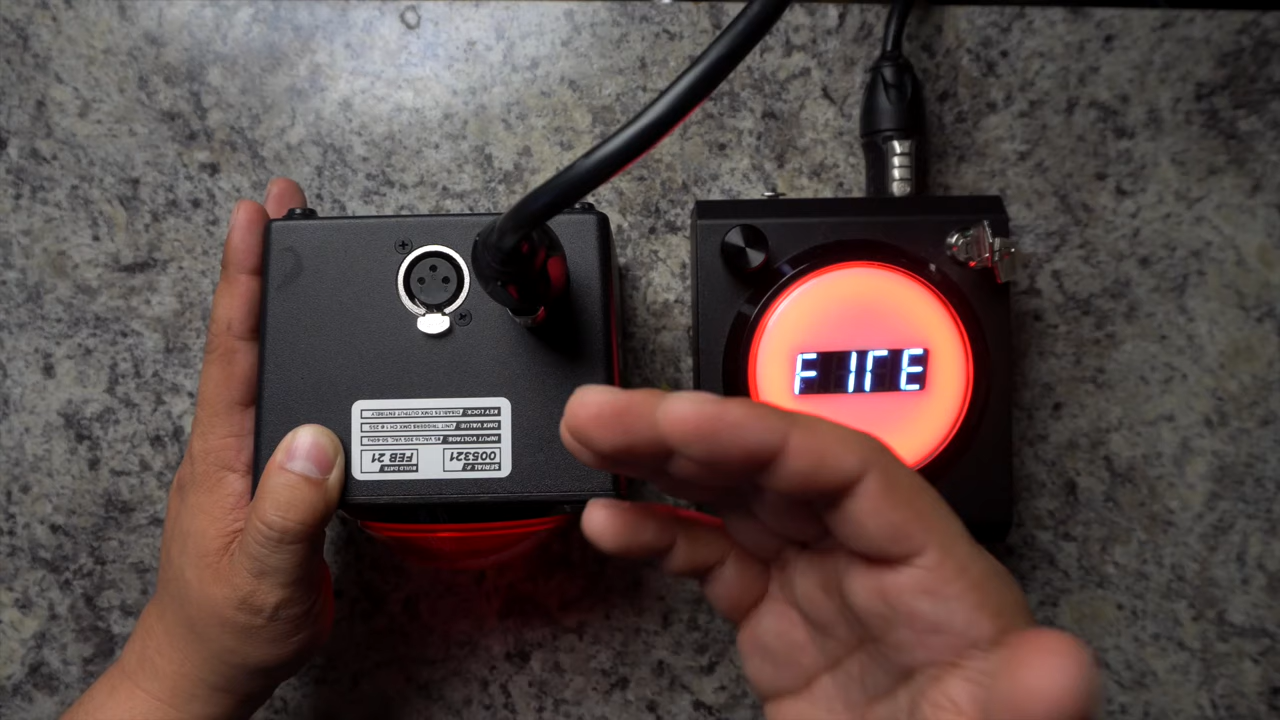 FIrE
SERIAL #:
005321
BUILD DATE:
FEB 21
INPUT VOLTAGE: 85 VAC to 305 VAC, 50-60Hz
DMX VALUE: UNIT TRIGGERS DMX CH 1 @ 255
KEY LOCK: DISABLES DMX OUTPUT ENTIRELY